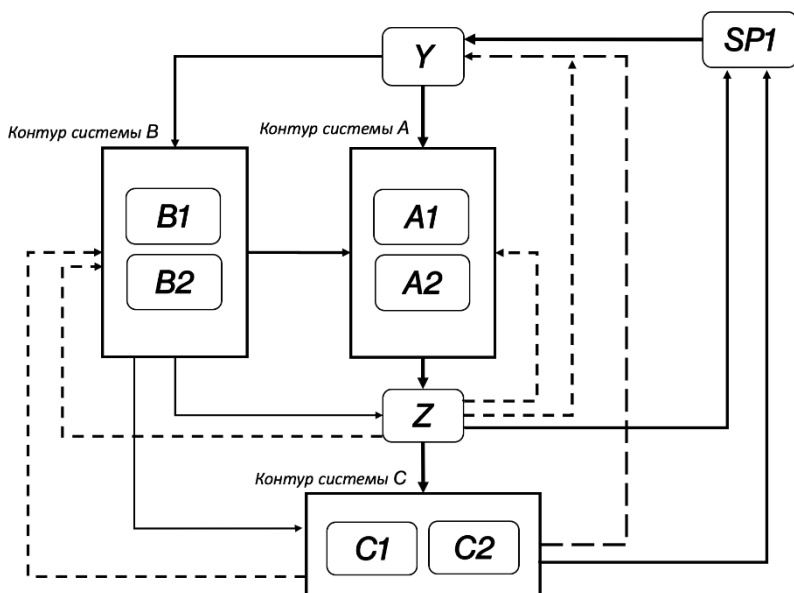 Y
SP1
Контур системы B
Контур системы A
B1
A1
B2
A2
Z
Контур системы C
C1
C2